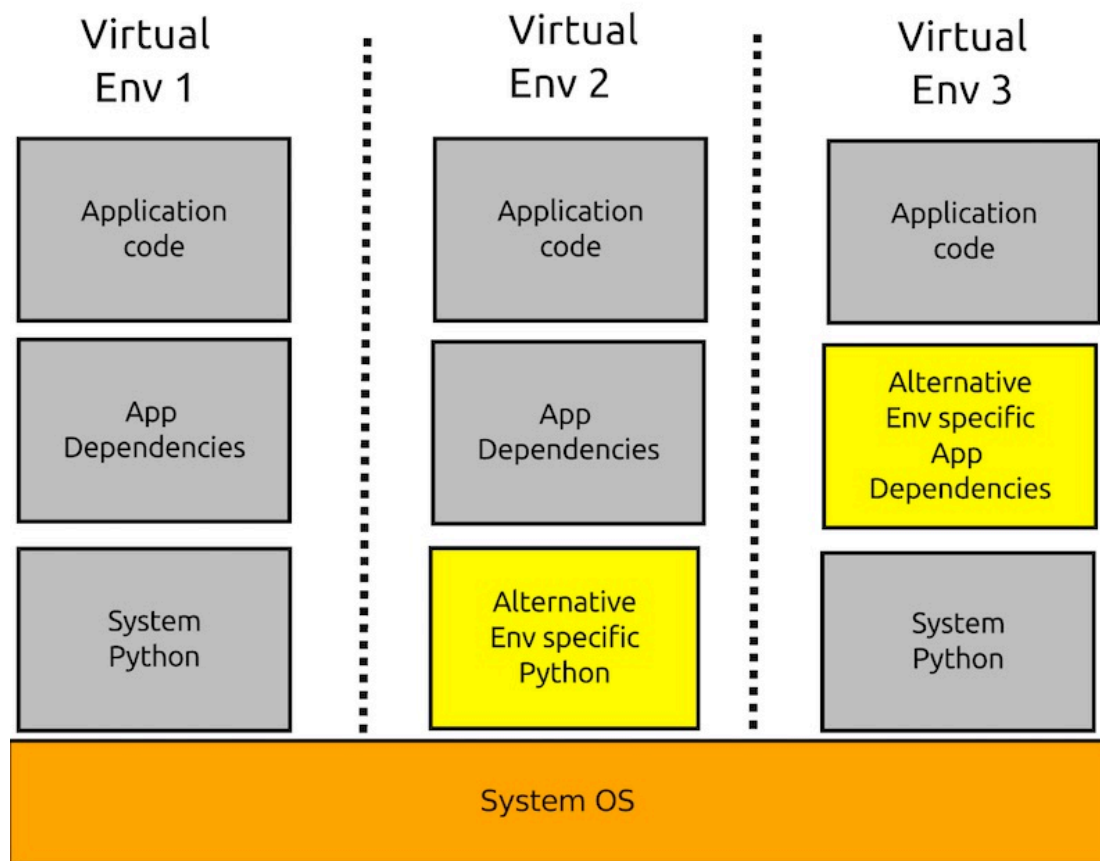 Virtual
Env 1
Virtual
Env 2
Virtual
Env 3
Application
code
Application
code
Application
code
App
Dependencies
App
Dependencies
Alternative
Env specific
App
Dependencies
System
Python
Alternative
Env specific
Python
System
Python
System OS